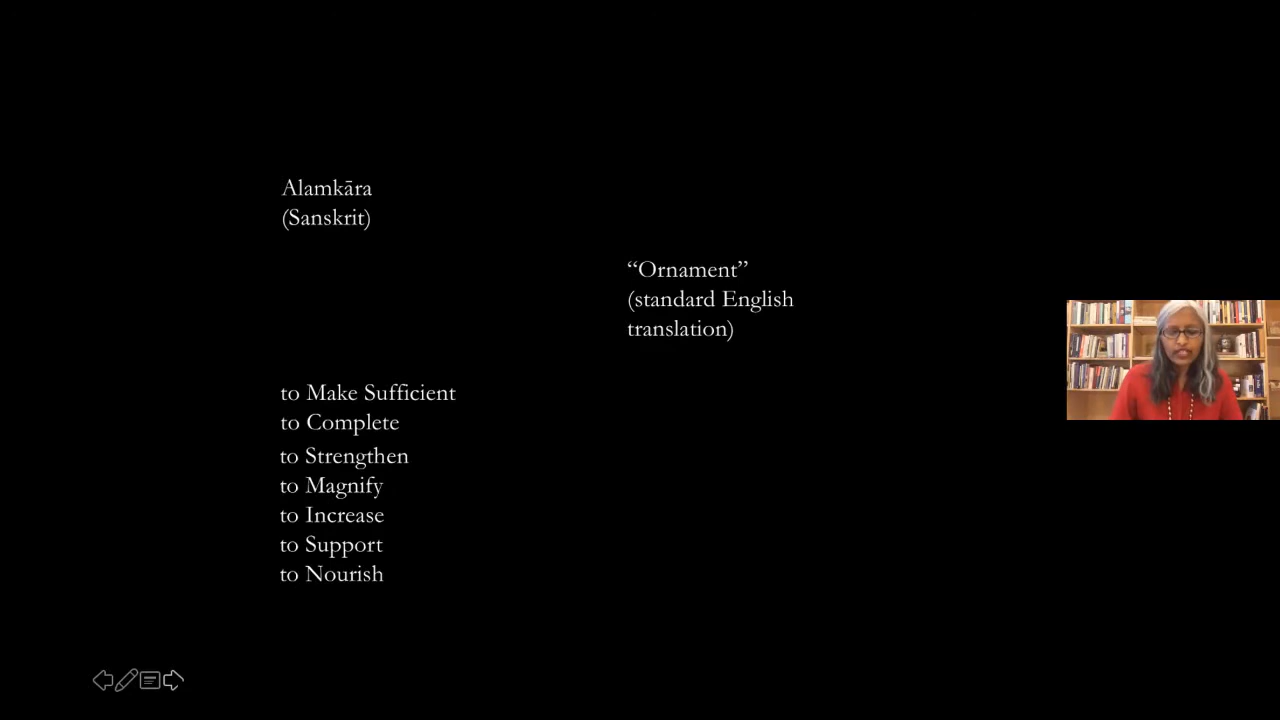 Alamkāra
(Sanskrit)
“Ornament”
(standard English
translation)
to Make Sufficient
to Complete
to Strengthen
to Magnify
to Increase
to Support
to Nourish